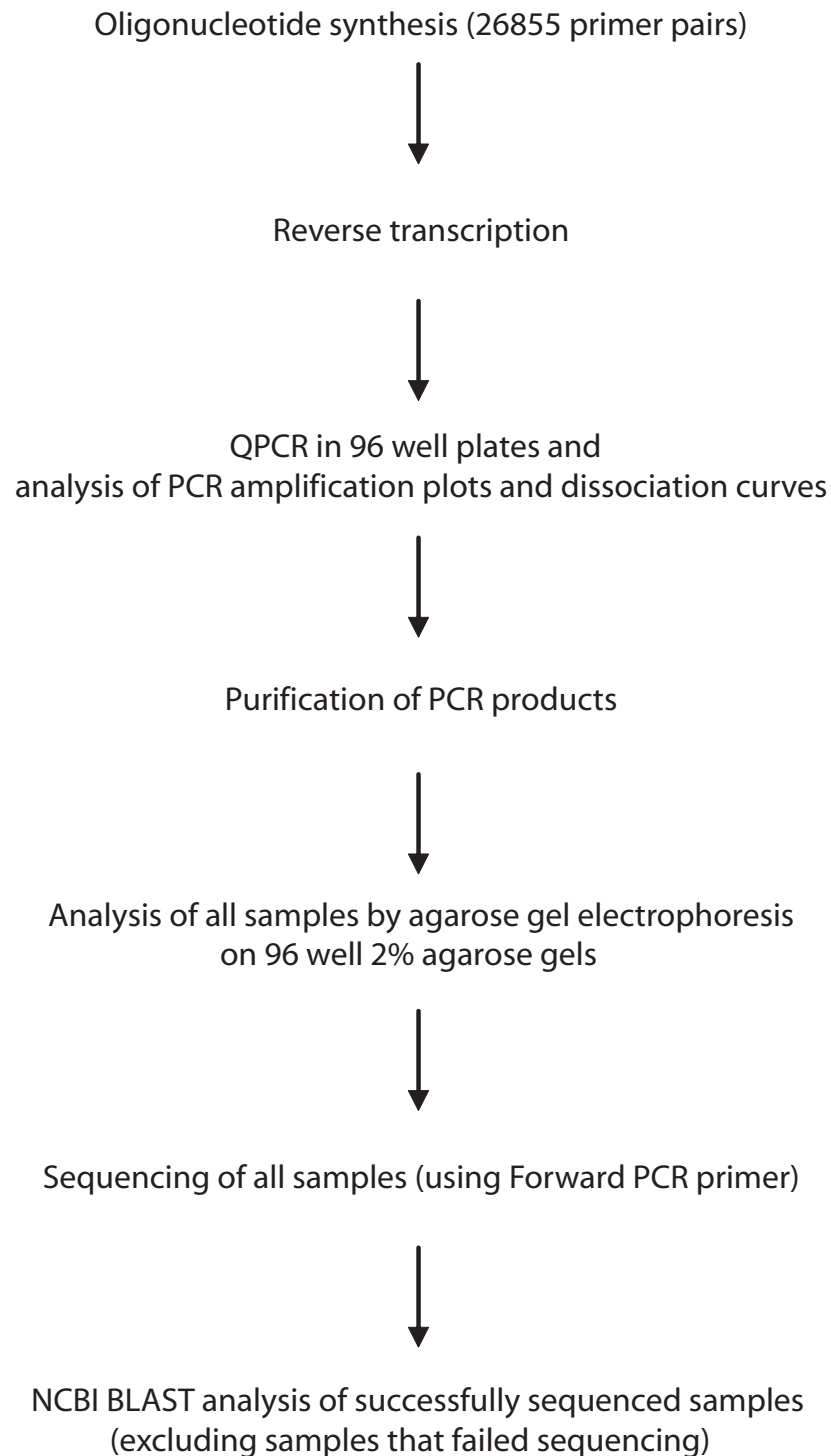 Oligonucleotide synthesis (26855 primer pairs)
Reverse transcription
QPCR in 96 well plates and
analysis of PCR amplification plots and dissociation curves
Purification of PCR products
Analysis of all samples by agarose gel electrophoresis
on 96 well 2% agarose gels
Sequencing of all samples (using Forward PCR primer)
NCBI BLAST analysis of successfully sequenced samples
(excluding samples that failed sequencing)